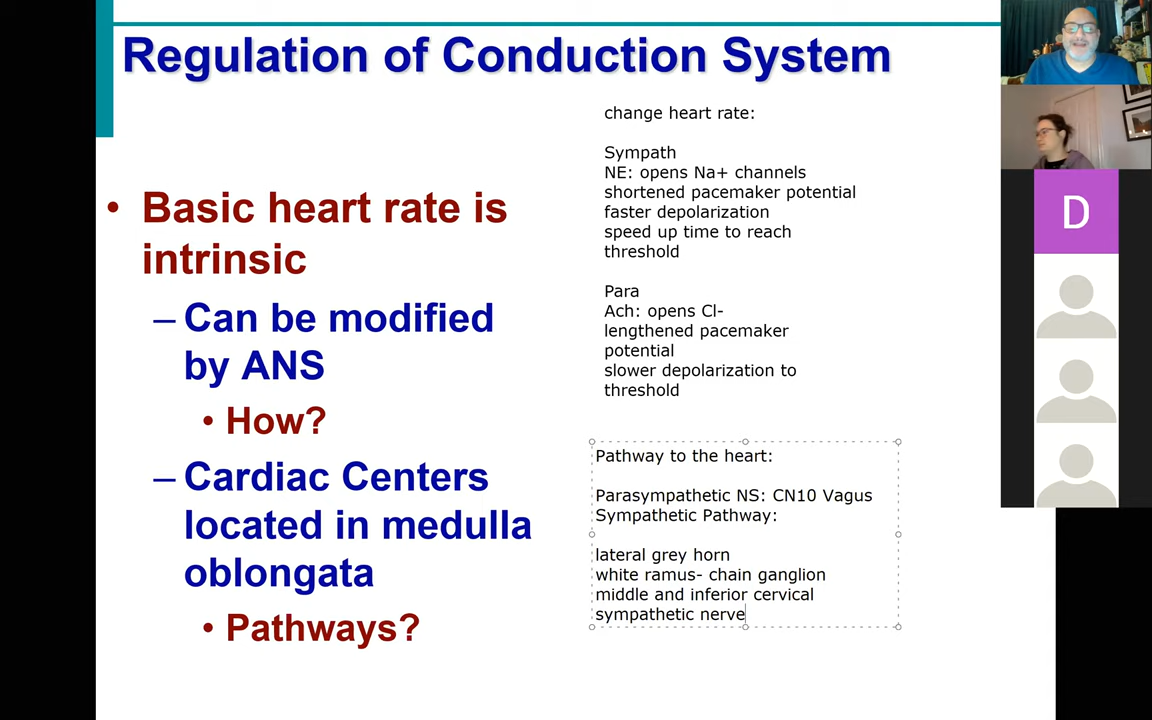 Regulation of Conduction System
• Basic heart rate is
intrinsic
– Can be modified
by ANS
• How?
– Cardiac Centers
located in medulla
oblongata
• Pathways?
change heart rate:
Sympath
NE: opens Na+ channels
shortened pacemaker potential
faster depolarization
speed up time to reach
threshold
Para
Ach: opens Cl-
lengthened pacemaker
potential
slower depolarization to
threshold
Pathway to the heart:
Parasympathetic NS: CN10 Vagus
Sympathetic Pathway:
lateral grey horn
white ramus- chain ganglion
middle and inferior cervical
sympathetic nerve
D